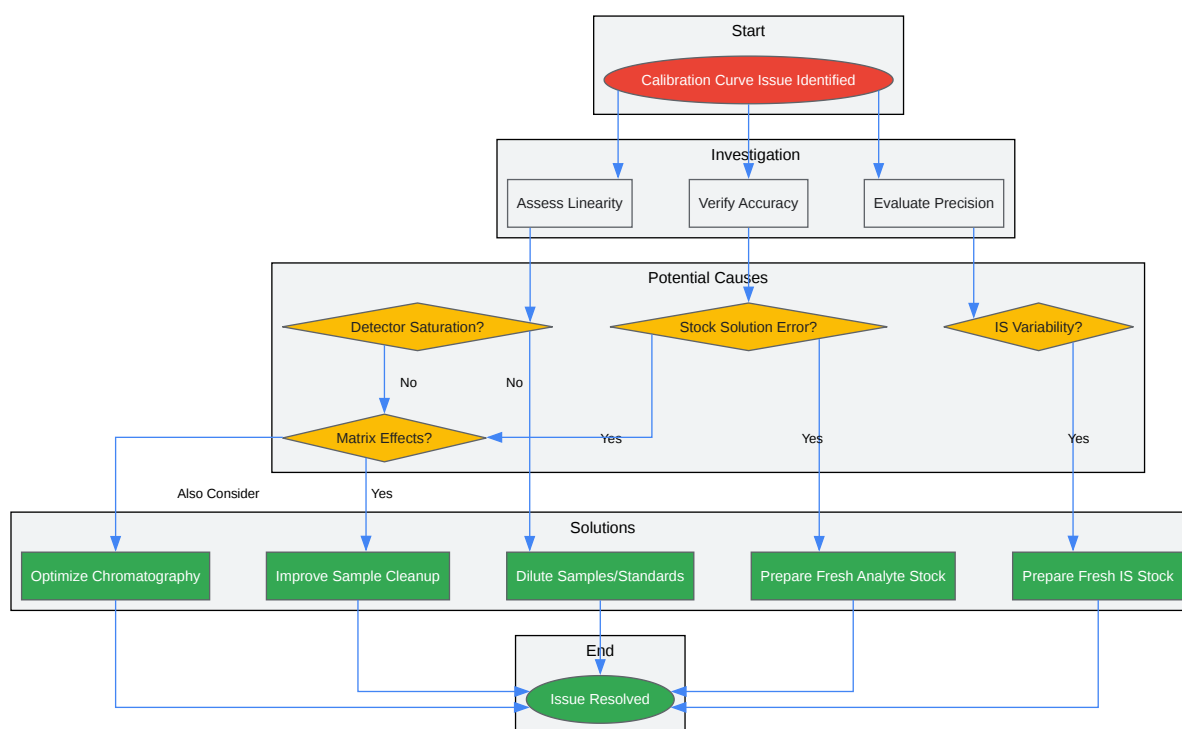 Start
Calibration Curve Issue Identified
Investigation
Assess Linearity
Verify Accuracy
Evaluate Precision
Potential Causes
Detector Saturation?
Stock Solution Error?
IS Variability?
No
No
Matrix Effects?
Yes
Yes
Yes
Also Consider
Yes
Solutions
Optimize Chromatography
Improve Sample Cleanup
Dilute Samples/Standards
Prepare Fresh Analyte Stock
Prepare Fresh IS Stock
End
Issue Resolved